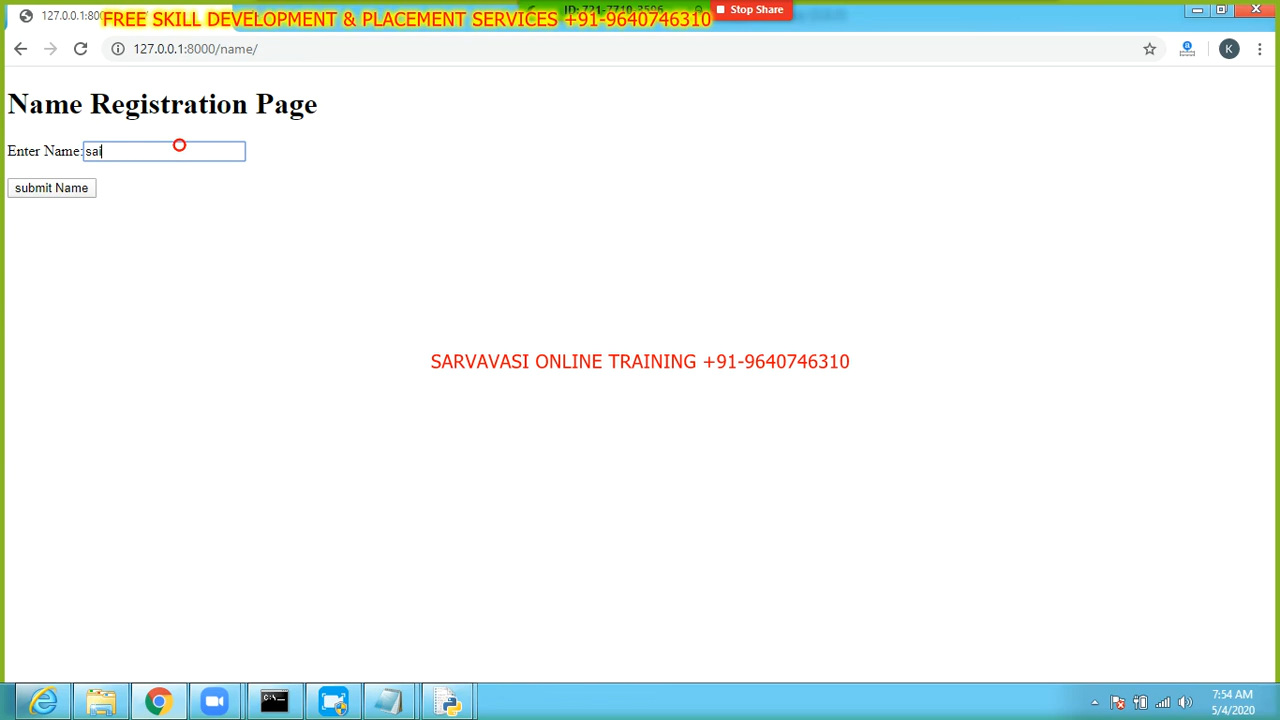 127.0.0.1:800
FREE SKILL DEVELOPMENT & PLACEMENT SERVICES +91-9640746310
Stop Share
127.0.0.1:8000/name/
K
Name Registration Page
Enter Name:
sai
submit Name
SARVAVASI ONLINE TRAINING +91-9640746310
7:54 AM
5/4/2020